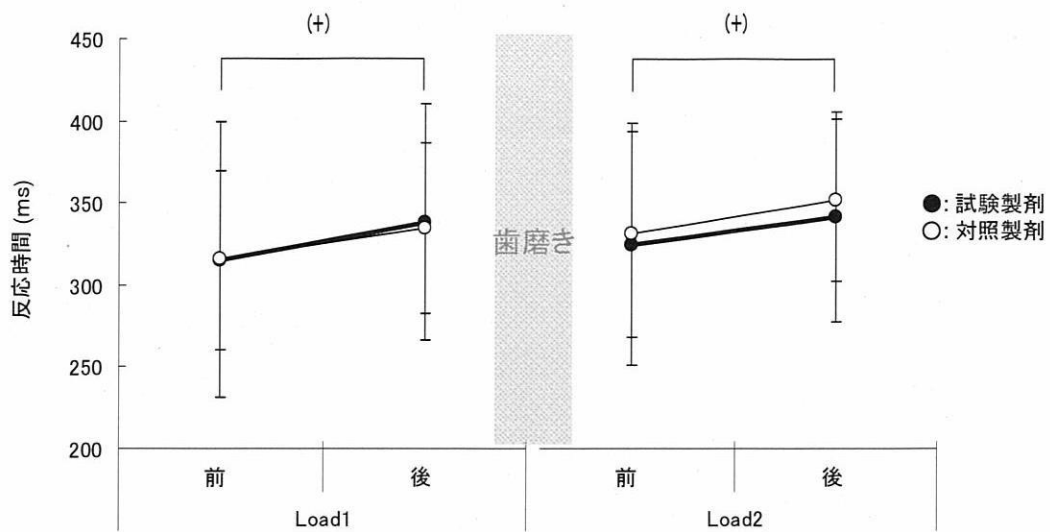 (+)
(+)
450
400
350
300
250
200
反応時間 (ms)
歯磨き
●: 試験製剤
○: 対照製剤
前
後
前
後
Load1
Load2